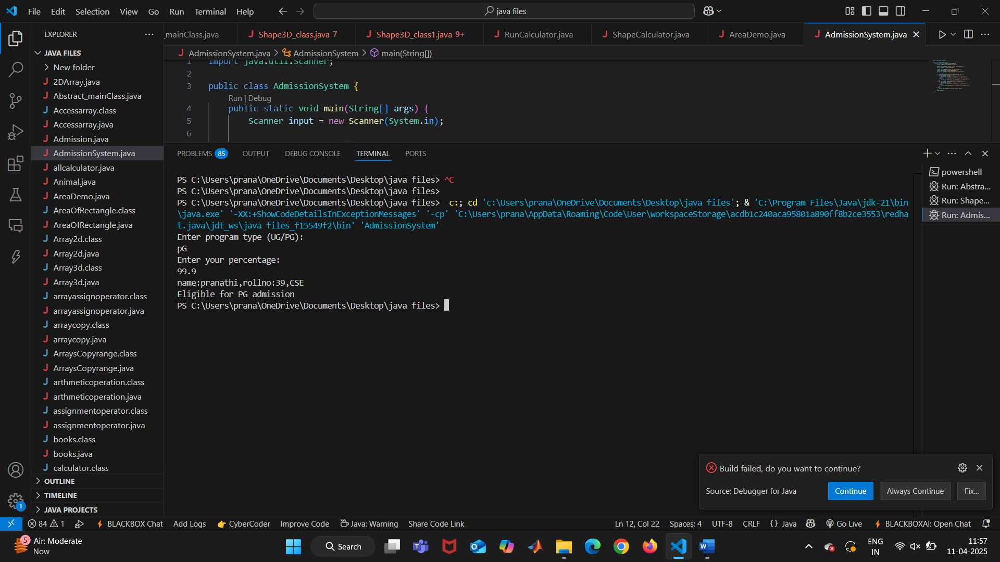 File Edit Selection View Go Run Terminal Help
java files
EXPLORER
JAVA FILES
New folder
2DArray.java
Abstract_mainClass.java
Accessarray.class
Accessarray.java
Admission.java
AdmissionSystem.java
allcalculator.java
Animal.java
AreaDemo.java
AreaOfRectangle.class
AreaOfRectangle.java
Array2d.class
Array2d.java
Array3d.class
Array3d.java
arrayassignoperator.class
arrayassignoperator.java
arraycopy.class
arraycopy.java
ArraysCopyrange.class
ArraysCopyrange.java
arthmeticoperation.class
arthmeticoperation.java
assignmentoperator.class
assignmentoperator.java
books.class
books.java
calculator.class
OUTLINE
TIMELINE
JAVA PROJECTS
_mainClass.java Shape3D_class.java 7 Shape3D_class1.java 9+ RunCalculator.java ShapeCalculator.java AreaDemo.java AdmissionSystem.java
AdmissionSystem.java > AdmissionSystem > main(String[])
1 import java.util.Scanner;
2
3 public class AdmissionSystem {
Run | Debug
4 public static void main(String[] args) {
5 Scanner input = new Scanner(System.in);
6
PROBLEMS 85 OUTPUT DEBUG CONSOLE TERMINAL PORTS
PS C:\Users\prana\OneDrive\Documents\Desktop\java files> ^C
PS C:\Users\prana\OneDrive\Documents\Desktop\java files>
PS C:\Users\prana\OneDrive\Documents\Desktop\java files>  c:; cd 'c:\Users\prana\OneDrive\Documents\Desktop\java files'; & 'C:\Program Files\Java\jdk-21\bin
\java.exe' '-XX:+ShowCodeDetailsInExceptionMessages' '-cp' 'C:\Users\prana\AppData\Roaming\Code\User\workspaceStorage\acdb1c240aca95801a890ff8b2ce3553\redha
t.java\jdt_ws\java files_f15549f2\bin' 'AdmissionSystem'
Enter program type (UG/PG):
pG
Enter your percentage:
99.9
name:pranathi,rollno:39,CSE
Eligible for PG admission
PS C:\Users\prana\OneDrive\Documents\Desktop\java files>
powershell
Run: Abstra...
Run: Shape...
Run: Admis...
Build failed, do you want to continue?
Source: Debugger for Java Continue Always Continue Fix...
1
84 1 BLACKBOX Chat Add Logs CyberCoder Improve Code Java: Warning Share Code Link Ln 12, Col 22 Spaces: 4 UTF-8 CRLF {} Java Go Live BLACKBOXAI: Open Chat
5
Air: Moderate
Now
Search
ENG
IN
11:57
11-04-2025